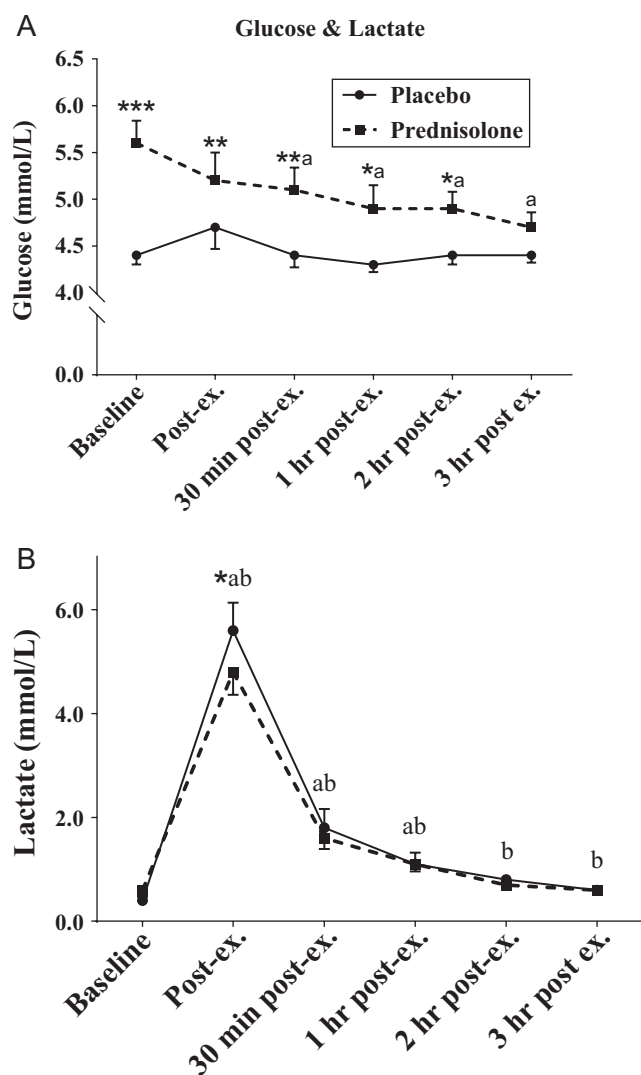 A
Glucose & Lactate
Glucose (mmol/L)
6.5
6.0
5.5
5.0
4.5
4.0
0.0
Placebo
Prednisolone
***
**
**a
*a
*a
a
Baseline
Post-ex.
30 min post-ex.
1 hr post-ex.
2 hr post-ex.
3 hr post ex.
B
Lactate (mmol/L)
6.0
4.0
2.0
0.0
*ab
ab
ab
b
b
Baseline
Post-ex.
30 min post-ex.
1 hr post-ex.
2 hr post-ex.
3 hr post ex.